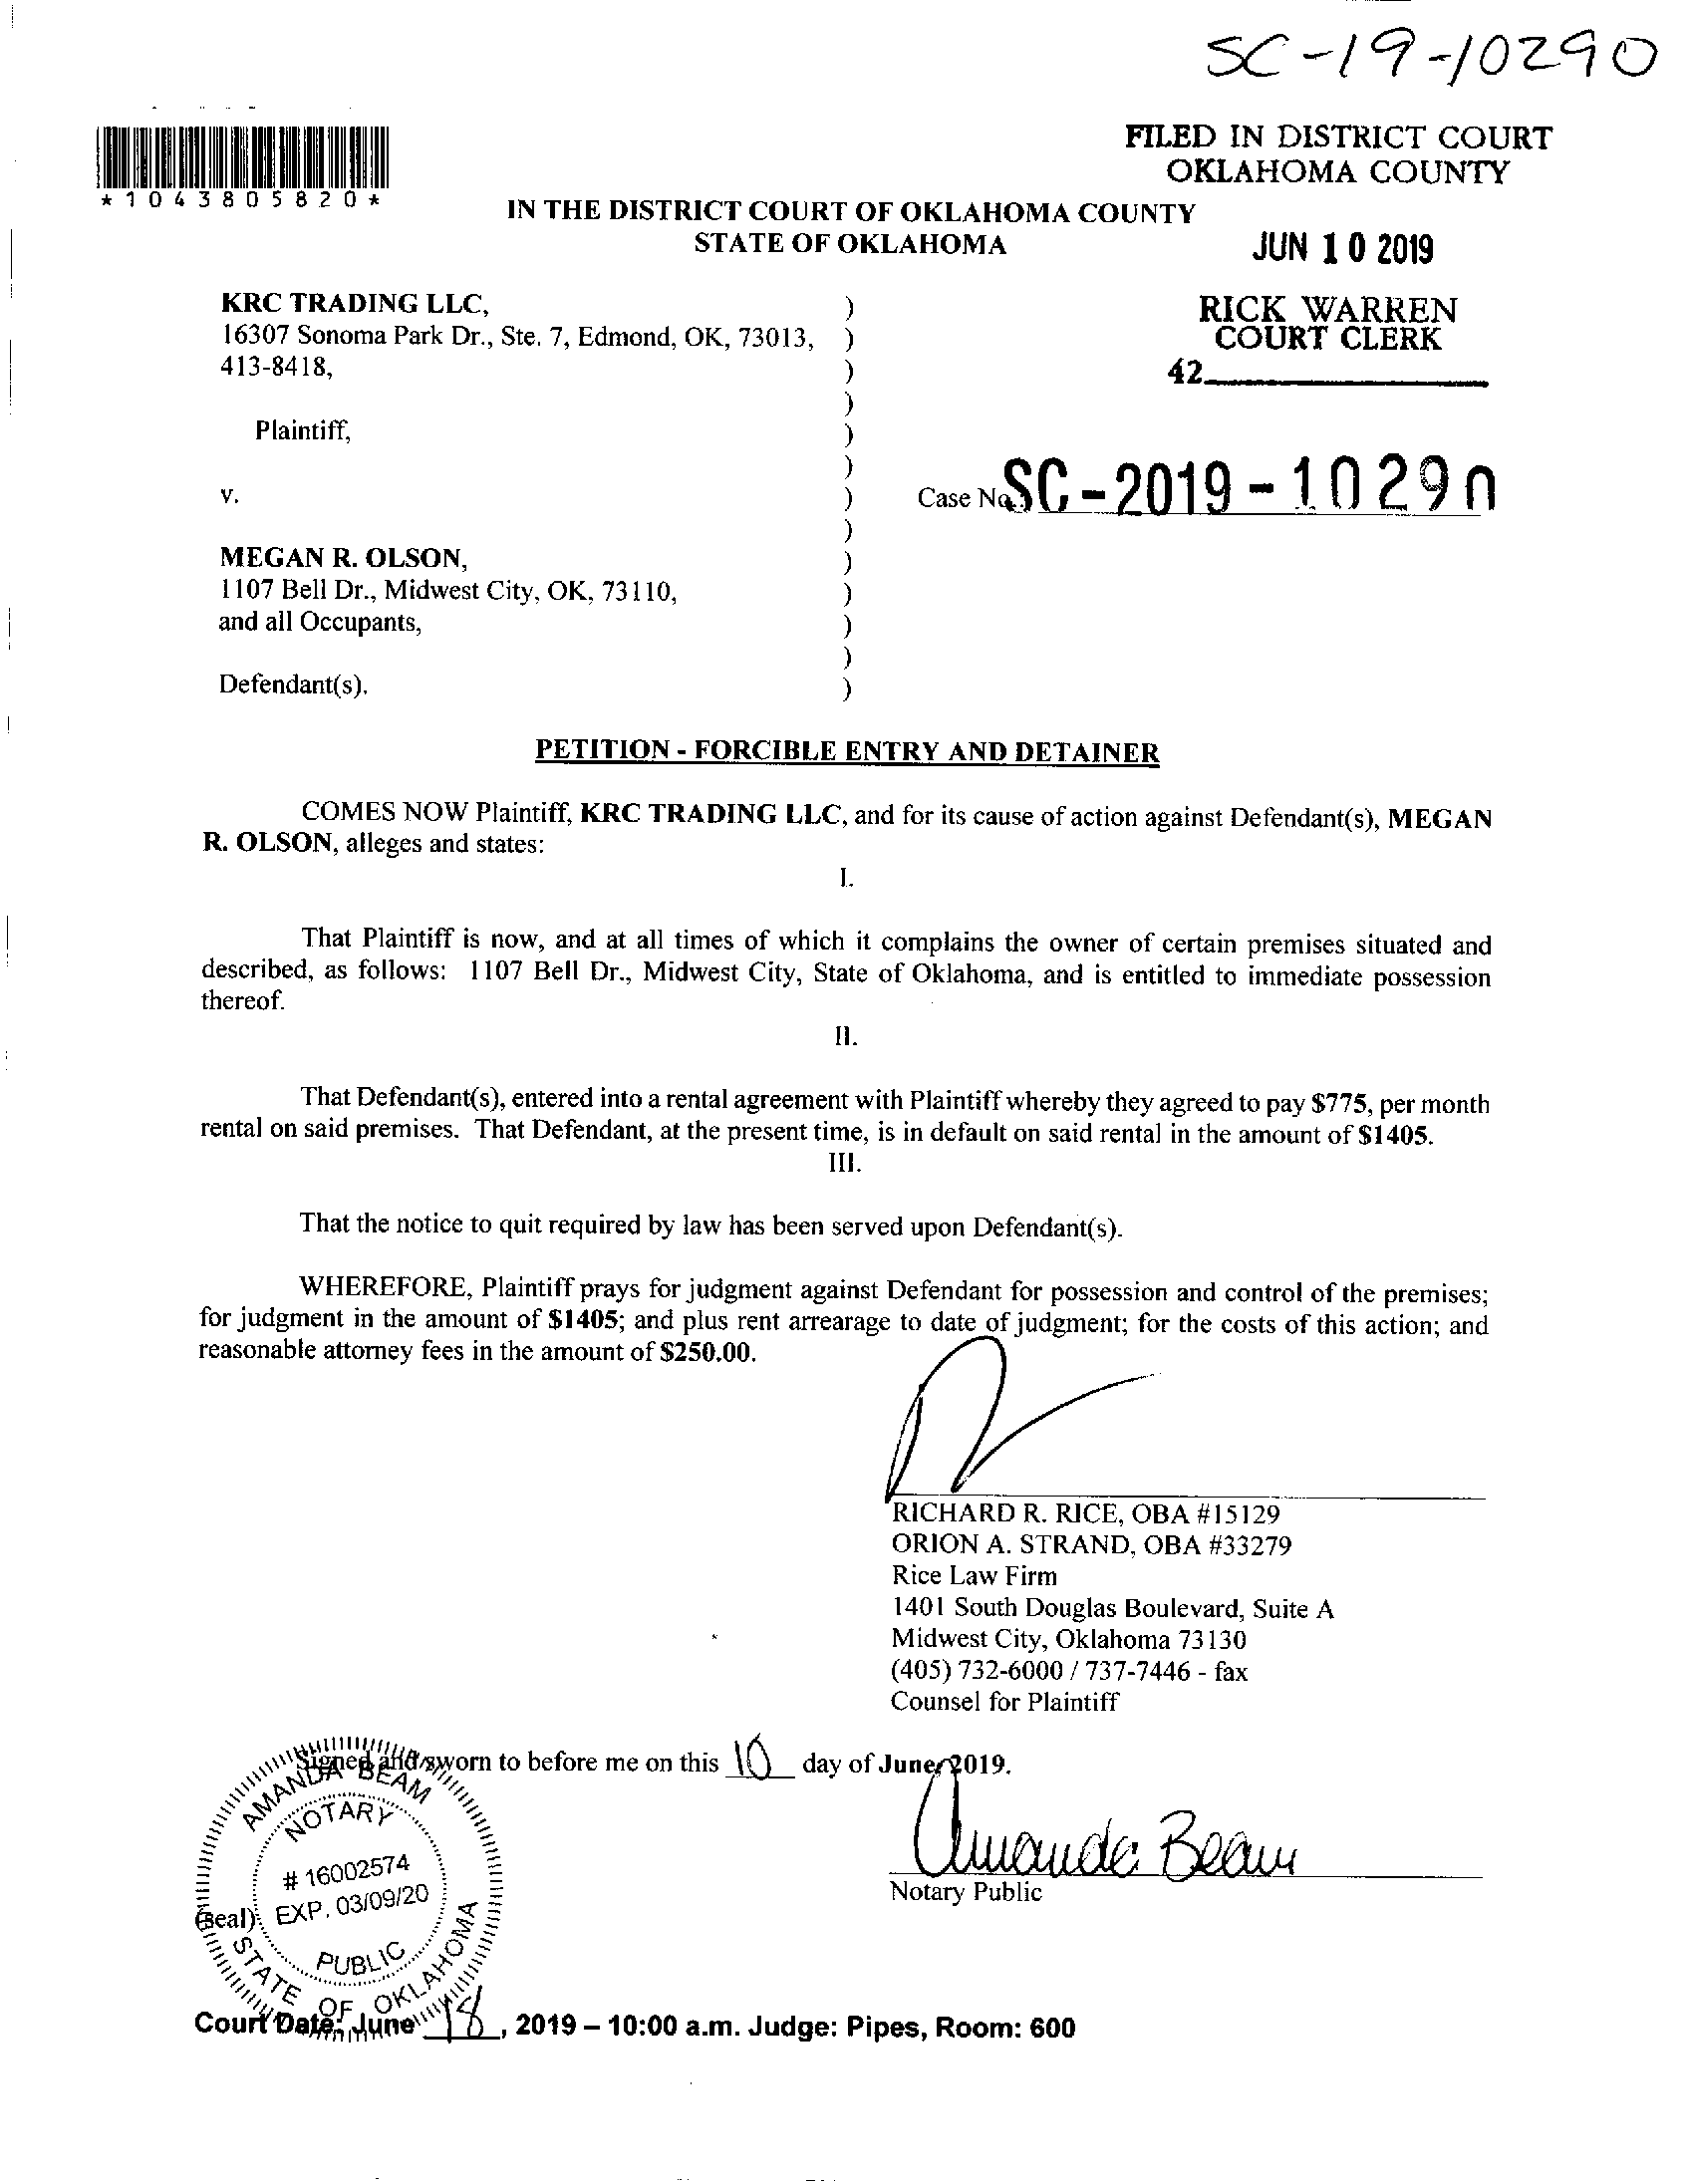 SC-19-10290
FILED IN DISTRICT COURT
OKLAHOMA COUNTY
*1043805820*
IN THE DISTRICT COURT OF OKLAHOMA COUNTY
STATE OF OKLAHOMA
JUN 10 2019
KRC TRADING LLC, )
16307 Sonoma Park Dr., Ste. 7, Edmond, OK, 73013, )
413-8418, )
RICK WARREN
COURT CLERK
42
)
Plaintiff, )
)
v. )
Case No. SC-2019-10290
)
MEGAN R. OLSON, )
1107 Bell Dr., Midwest City, OK, 73110, )
and all Occupants, )
)
Defendant(s). )
PETITION - FORCIBLE ENTRY AND DETAINER
COMES NOW Plaintiff, KRC TRADING LLC, and for its cause of action against Defendant(s), MEGAN
R. OLSON, alleges and states:
I.
That Plaintiff is now, and at all times of which it complains the owner of certain premises situated and
described, as follows: 1107 Bell Dr., Midwest City, State of Oklahoma, and is entitled to immediate possession
thereof.
II.
That Defendant(s), entered into a rental agreement with Plaintiff whereby they agreed to pay $775, per month
rental on said premises. That Defendant, at the present time, is in default on said rental in the amount of $1405.
III.
That the notice to quit required by law has been served upon Defendant(s).
WHEREFORE, Plaintiff prays for judgment against Defendant for possession and control of the premises;
for judgment in the amount of $1405; and plus rent arrearage to date of judgment; for the costs of this action; and
reasonable attorney fees in the amount of $250.00.
RICHARD R. RICE, OBA #15129
ORION A. STRAND, OBA #33279
Rice Law Firm
1401 South Douglas Boulevard, Suite A
Midwest City, Oklahoma 73130
(405) 732-6000 / 737-7446 - fax
Counsel for Plaintiff
Signed and sworn to before me on this 10 day of June, 2019.
AMANDA BEAM
NOTARY
# 16002574
EXP. 03/09/20
PUBLIC
STATE OF OKLAHOMA
Amanda Beam
Notary Public
(seal)
Court Date: June 18, 2019 – 10:00 a.m. Judge: Pipes, Room: 600